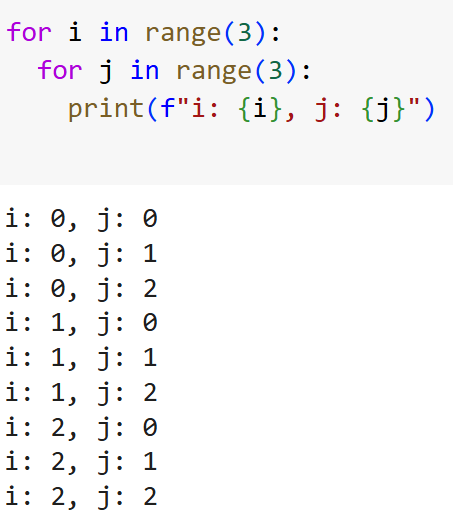 for i in range(3):
  for j in range(3):
    print(f"i: {i}, j: {j}")
i: 0, j: 0
i: 0, j: 1
i: 0, j: 2
i: 1, j: 0
i: 1, j: 1
i: 1, j: 2
i: 2, j: 0
i: 2, j: 1
i: 2, j: 2